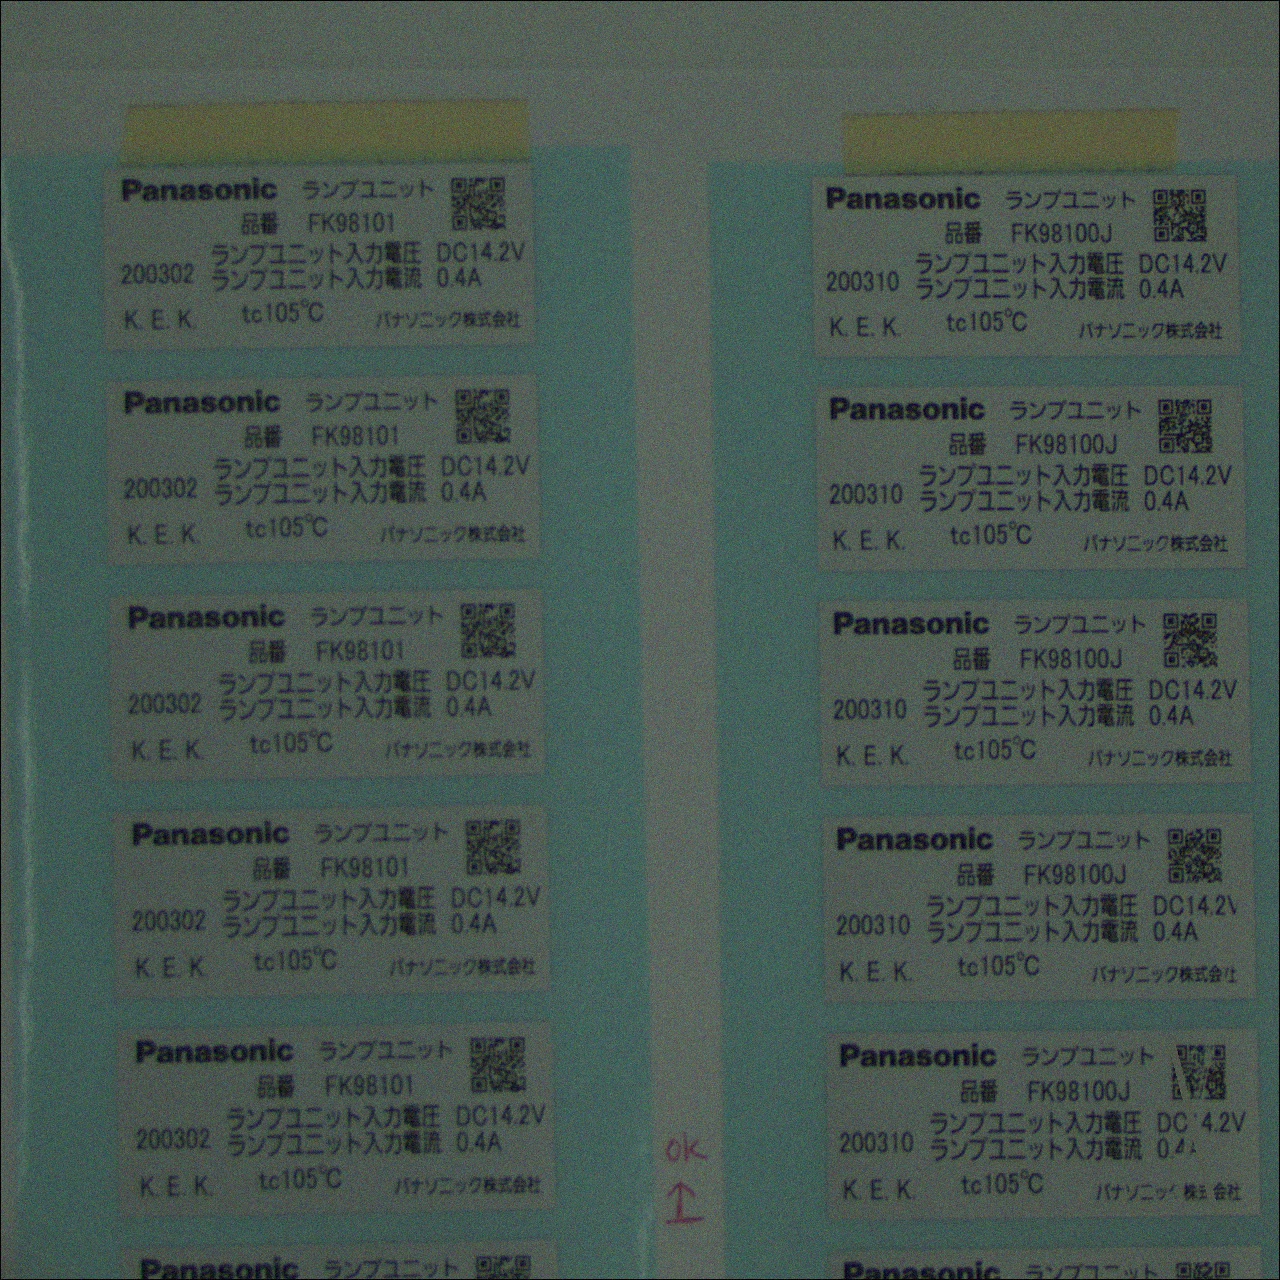 Panasonic ランプユニット
品番 FK98101
ランプユニット入力電圧 DC14.2V
200302 ランプユニット入力電流 0.4A
K. E. K. tc105℃ パナソニック株式会社
Panasonic ランプユニット
品番 FK98101
ランプユニット入力電圧 DC14.2V
200302 ランプユニット入力電流 0.4A
K. E. K. tc105℃ パナソニック株式会社
Panasonic ランプユニット
品番 FK98101
ランプユニット入力電圧 DC14.2V
200302 ランプユニット入力電流 0.4A
K. E. K. tc105℃ パナソニック株式会社
Panasonic ランプユニット
品番 FK98101
ランプユニット入力電圧 DC14.2V
200302 ランプユニット入力電流 0.4A
K. E. K tc105℃ パナソニック株式会社
Panasonic ランプユニット
品番 FK98101
ランプユニット入力電圧 DC14.2V
200302 ランプユニット入力電流 0.4A
K. E. K. tc105℃ パナソニック株式会社
Panasonic ランプユニット
ok
↑
Panasonic ランプユニット
品番 FK98100J
ランプユニット入力電圧 DC14.2V
200310 ランプユニット入力電流 0.4A
K. E. K. tc105℃ パナソニック株式会社
Panasonic ランプユニット
品番 FK98100J
ランプユニット入力電圧 DC14.2V
200310 ランプユニット入力電流 0.4A
K. E. K. tc105℃ パナソニック株式会社
Panasonic ランプユニット
品番 FK98100J
ランプユニット入力電圧 DC14.2V
200310 ランプユニット入力電流 0.4A
K. E. K. tc105℃ パナソニック株式会社
Panasonic ランプユニット
品番 FK98100J
ランプユニット入力電圧 DC14.2V
200310 ランプユニット入力電流 0.4A
K. E. K. tc105℃ パナソニック株式会社
Panasonic ランプユニット
品番 FK98100J
ランプユニット入力電圧 DC 4.2V
200310 ランプユニット入力電流
K. E. K. tc105℃
Panasonic ランプユニット